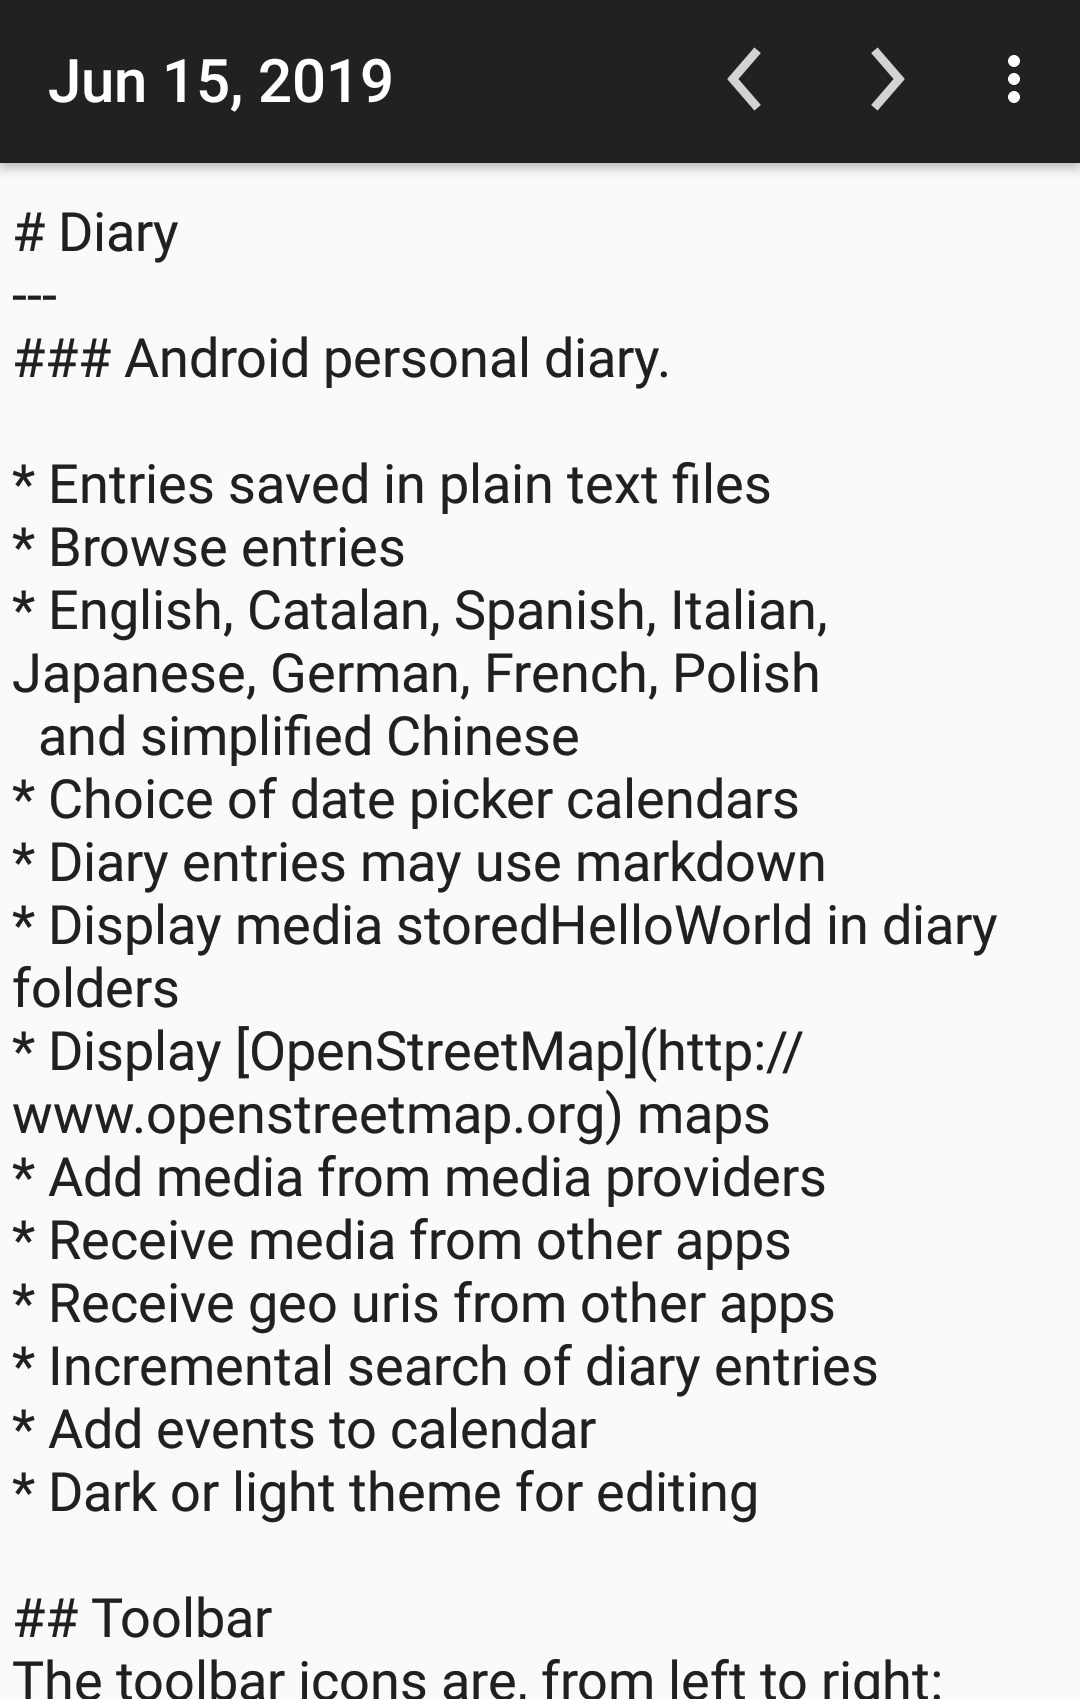 Jun 15, 2019
# Diary
---
### Android personal diary.
* Entries saved in plain text files
* Browse entries
* English, Catalan, Spanish, Italian,
Japanese, German, French, Polish
  and simplified Chinese
* Choice of date picker calendars
* Diary entries may use markdown
* Display media storedHelloWorld in diary
folders
* Display [OpenStreetMap](http://
www.openstreetmap.org) maps
* Add media from media providers
* Receive media from other apps
* Receive geo uris from other apps
* Incremental search of diary entries
* Add events to calendar
* Dark or light theme for editing
## Toolbar
The toolbar icons are, from left to right: